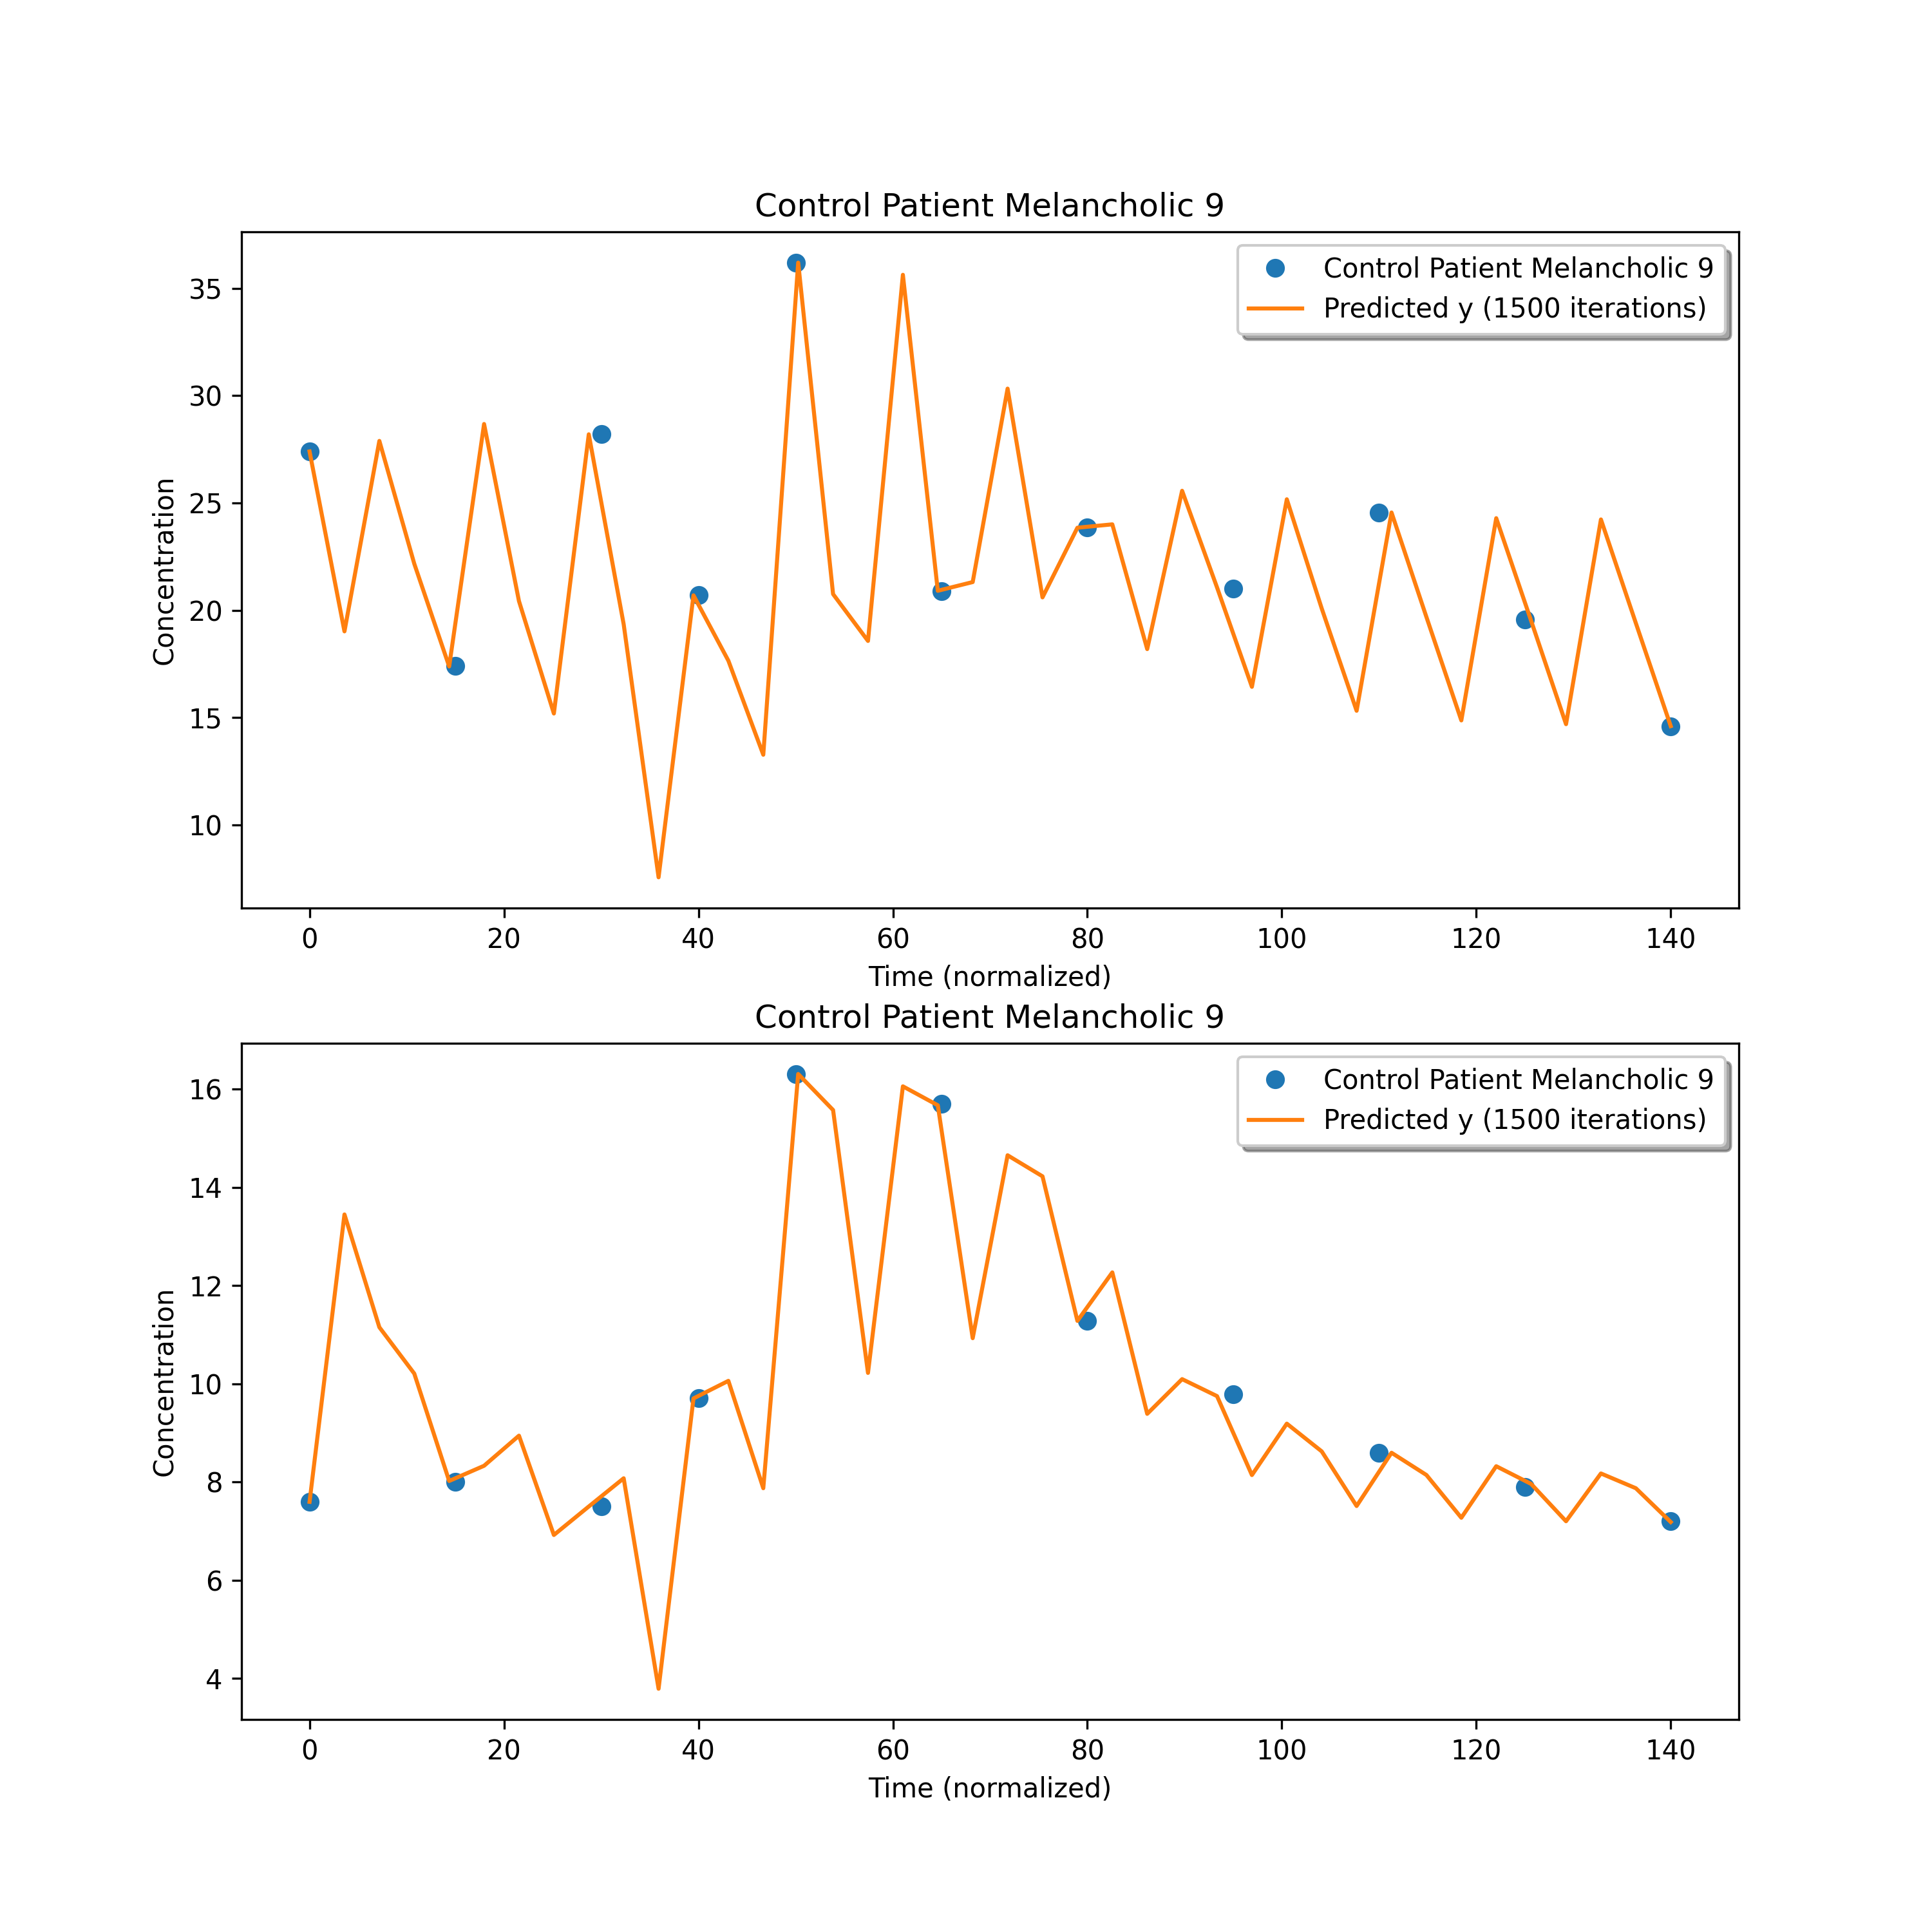 Control Patient Melancholic 9
Control Patient Melancholic 9
Predicted y (1500 iterations)
35
30
25
20
15
10
Concentration
0 20 40 60 80 100 120 140
Time (normalized)
Control Patient Melancholic 9
Control Patient Melancholic 9
Predicted y (1500 iterations)
16
14
12
10
8
6
4
Concentration
0 20 40 60 80 100 120 140
Time (normalized)